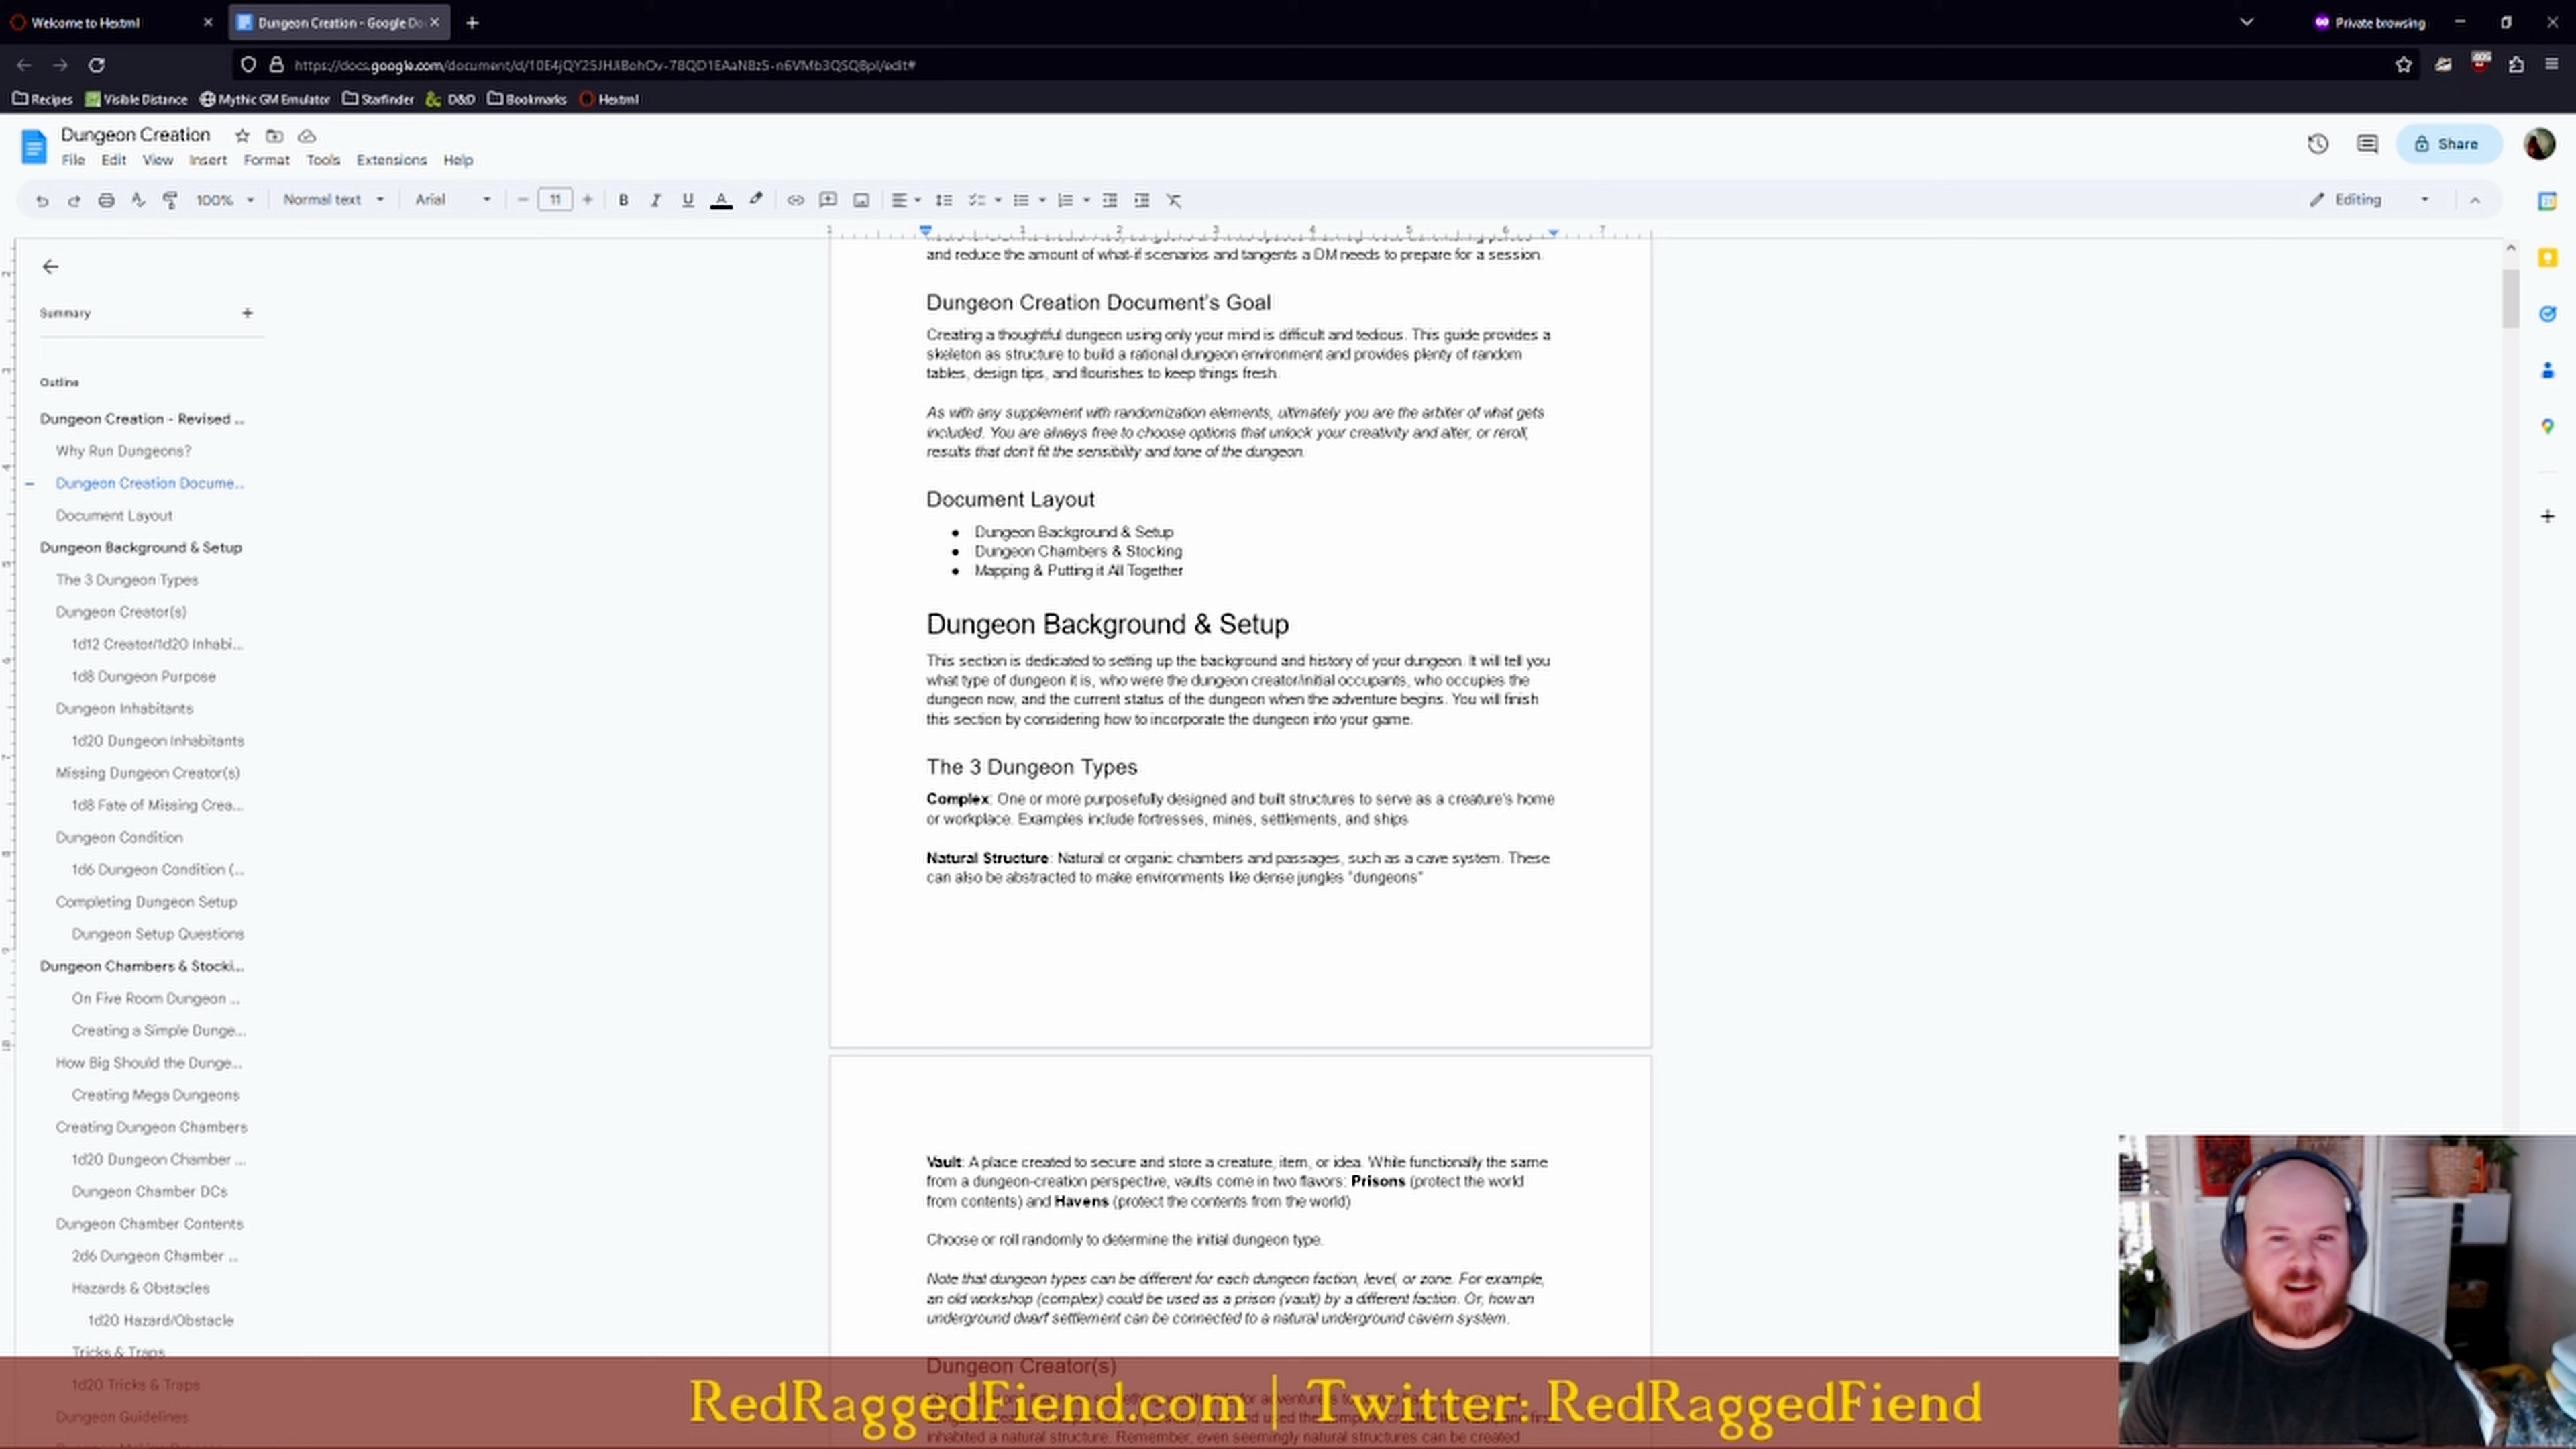 Welcome to Hextml
Dungeon Creation - Google Do
Private browsing
Recipes
Visible Distance
Mythic GM Emulator
Starfinder
D&D
Bookmarks
Hextml
Dungeon Creation
File Edit View Insert Format Tools Extensions Help
Share
100%
Normal text
Arial
11
Editing
Summary
Outline
Dungeon Creation - Revised ...
Why Run Dungeons?
Dungeon Creation Docume...
Document Layout
Dungeon Background & Setup
The 3 Dungeon Types
Dungeon Creator(s)
1d12 Creator/1d20 Inhabi...
1d8 Dungeon Purpose
Dungeon Inhabitants
1d20 Dungeon Inhabitants
Missing Dungeon Creator(s)
1d8 Fate of Missing Crea...
Dungeon Condition
1d6 Dungeon Condition (...
Completing Dungeon Setup
Dungeon Setup Questions
Dungeon Chambers & Stocki...
On Five Room Dungeon ...
Creating a Simple Dunge...
How Big Should the Dunge...
Creating Mega Dungeons
Creating Dungeon Chambers
1d20 Dungeon Chamber ...
Dungeon Chamber DCs
Dungeon Chamber Contents
2d6 Dungeon Chamber ...
Hazards & Obstacles
1d20 Hazard/Obstacle
Tricks & Traps
1d20 Tricks & Traps
Dungeon Guidelines
and reduce the amount of what-if scenarios and tangents a DM needs to prepare for a session.
Dungeon Creation Document's Goal
Creating a thoughtful dungeon using only your mind is difficult and tedious. This guide provides a
skeleton as structure to build a rational dungeon environment and provides plenty of random
tables, design tips, and flourishes to keep things fresh.
As with any supplement with randomization elements, ultimately you are the arbiter of what gets
included. You are always free to choose options that unlock your creativity and alter, or reroll,
results that don't fit the sensibility and tone of the dungeon.
Document Layout
● Dungeon Background & Setup
● Dungeon Chambers & Stocking
● Mapping & Putting it All Together
Dungeon Background & Setup
This section is dedicated to setting up the background and history of your dungeon. It will tell you
what type of dungeon it is, who were the dungeon creator/initial occupants, who occupies the
dungeon now, and the current status of the dungeon when the adventure begins. You will finish
this section by considering how to incorporate the dungeon into your game.
The 3 Dungeon Types
Complex: One or more purposefully designed and built structures to serve as a creature's home
or workplace. Examples include fortresses, mines, settlements, and ships
Natural Structure: Natural or organic chambers and passages, such as a cave system. These
can also be abstracted to make environments like dense jungles "dungeons"
Vault: A place created to secure and store a creature, item, or idea. While functionally the same
from a dungeon-creation perspective, vaults come in two flavors: Prisons (protect the world
from contents) and Havens (protect the contents from the world)
Choose or roll randomly to determine the initial dungeon type.
Note that dungeon types can be different for each dungeon faction, level, or zone. For example,
an old workshop (complex) could be used as a prison (vault) by a different faction. Or, how an
underground dwarf settlement can be connected to a natural underground cavern system.
Dungeon Creator(s)
RedRaggedFiend.com | Twitter: RedRaggedFiend
inhabited a natural structure. Remember, even seemingly natural structures can be created